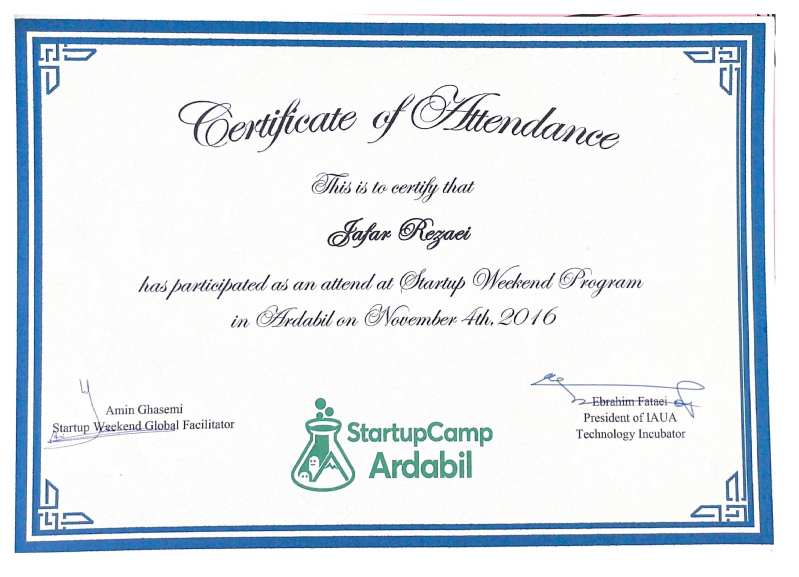 Certificate of Attendance
This is to certify that
Jafar Rezaei
has participated as an attend at Startup Weekend Program
in Ardabil on November 4th, 2016
Amin Ghasemi
Startup Weekend Global Facilitator
Ebrahim Fataei
President of IAUA
Technology Incubator
StartupCamp
Ardabil